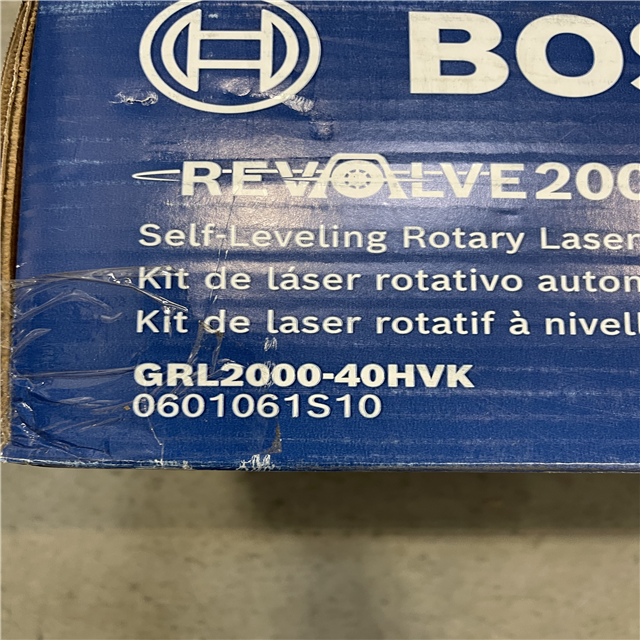 BOS
REVOLVE200
Self-Leveling Rotary Laser
Kit de láser rotativo auton
Kit de laser rotatif à nivell
GRL2000-40HVK
0601061S10